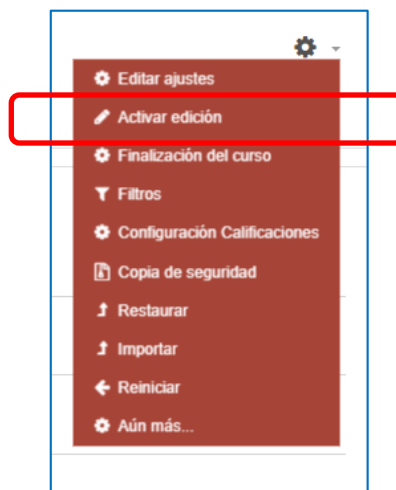 Editar ajustes
Activar edición
Finalización del curso
Filtros
Configuración Calificaciones
Copia de seguridad
Restaurar
Importar
Reiniciar
Aún más...